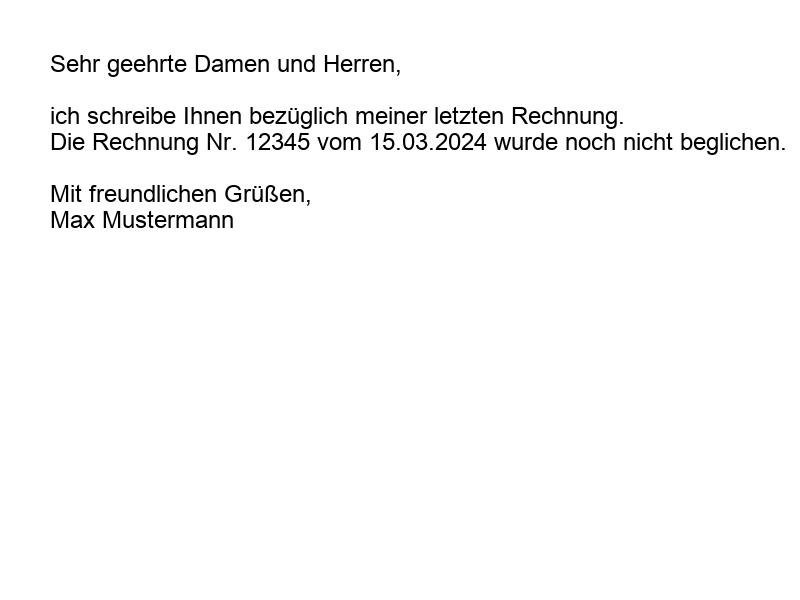 Sehr geehrte Damen und Herren,
ich schreibe Ihnen bezüglich meiner letzten Rechnung.
Die Rechnung Nr. 12345 vom 15.03.2024 wurde noch nicht beglichen.
Mit freundlichen Grüßen,
Max Mustermann